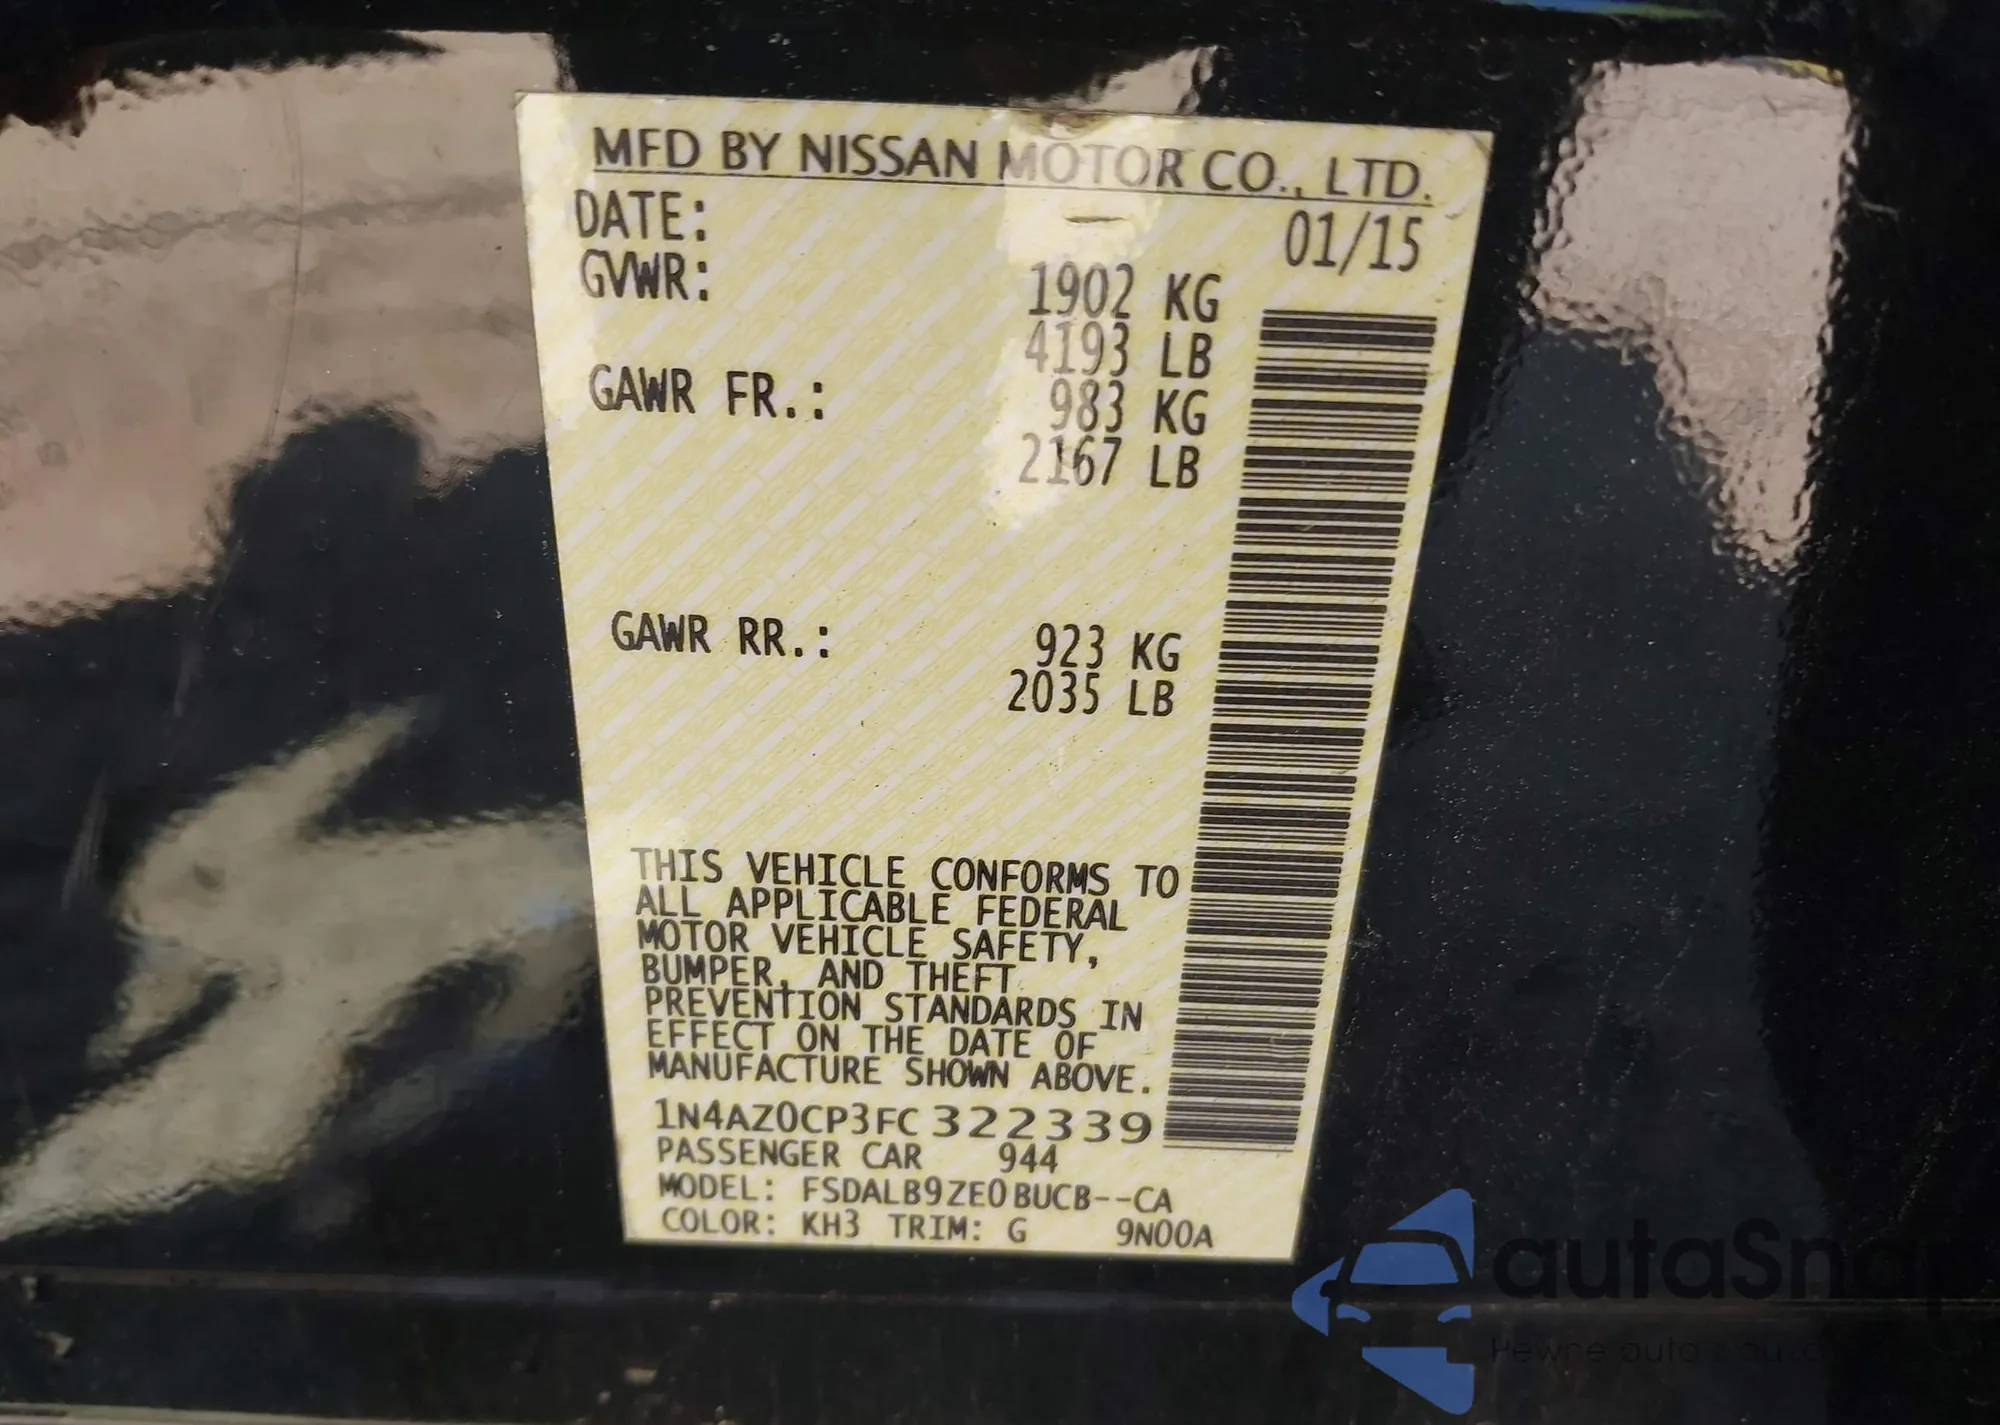 MFD BY NISSAN MOTOR CO., LTD.
DATE: 01/15
GVWR: 1902 KG
4193 LB
GAWR FR.: 983 KG
2167 LB
GAWR RR.: 923 KG
2035 LB
THIS VEHICLE CONFORMS TO
ALL APPLICABLE FEDERAL
MOTOR VEHICLE SAFETY,
BUMPER, AND THEFT
PREVENTION STANDARDS IN
EFFECT ON THE DATE OF
MANUFACTURE SHOWN ABOVE.
1N4AZ0CP3FC322339
PASSENGER CAR 944
MODEL: FSDALB9ZE0BUCB--CA
COLOR: KH3 TRIM: G 9N00A
autaSnap
Pewne auta z